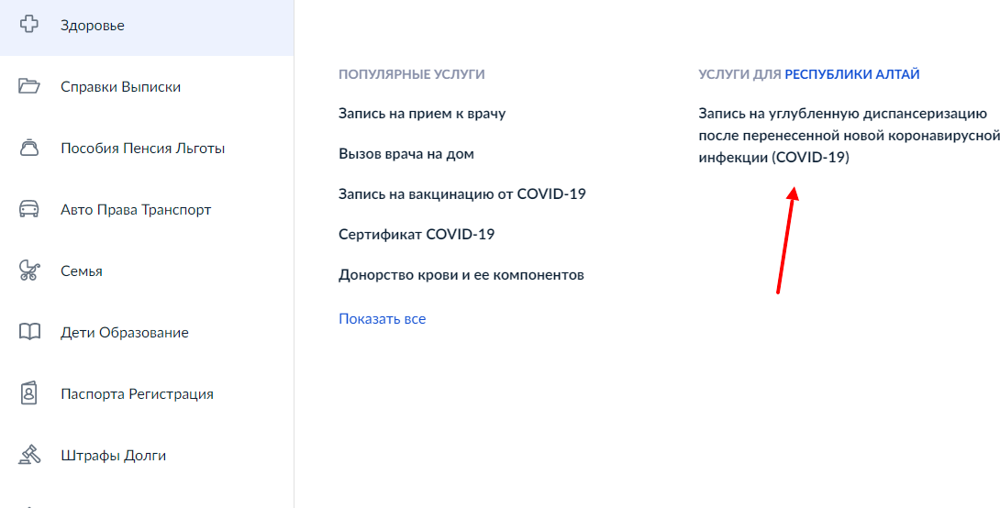 Здоровье
Справки Выписки
Пособия Пенсия Льготы
Авто Права Транспорт
Семья
Дети Образование
Паспорта Регистрация
Штрафы Долги
ПОПУЛЯРНЫЕ УСЛУГИ
Запись на прием к врачу
Вызов врача на дом
Запись на вакцинацию от COVID-19
Сертификат COVID-19
Донорство крови и ее компонентов
Показать все
УСЛУГИ ДЛЯ РЕСПУБЛИКИ АЛТАЙ
Запись на углубленную диспансеризацию
после перенесенной новой коронавирусной
инфекции (COVID-19)